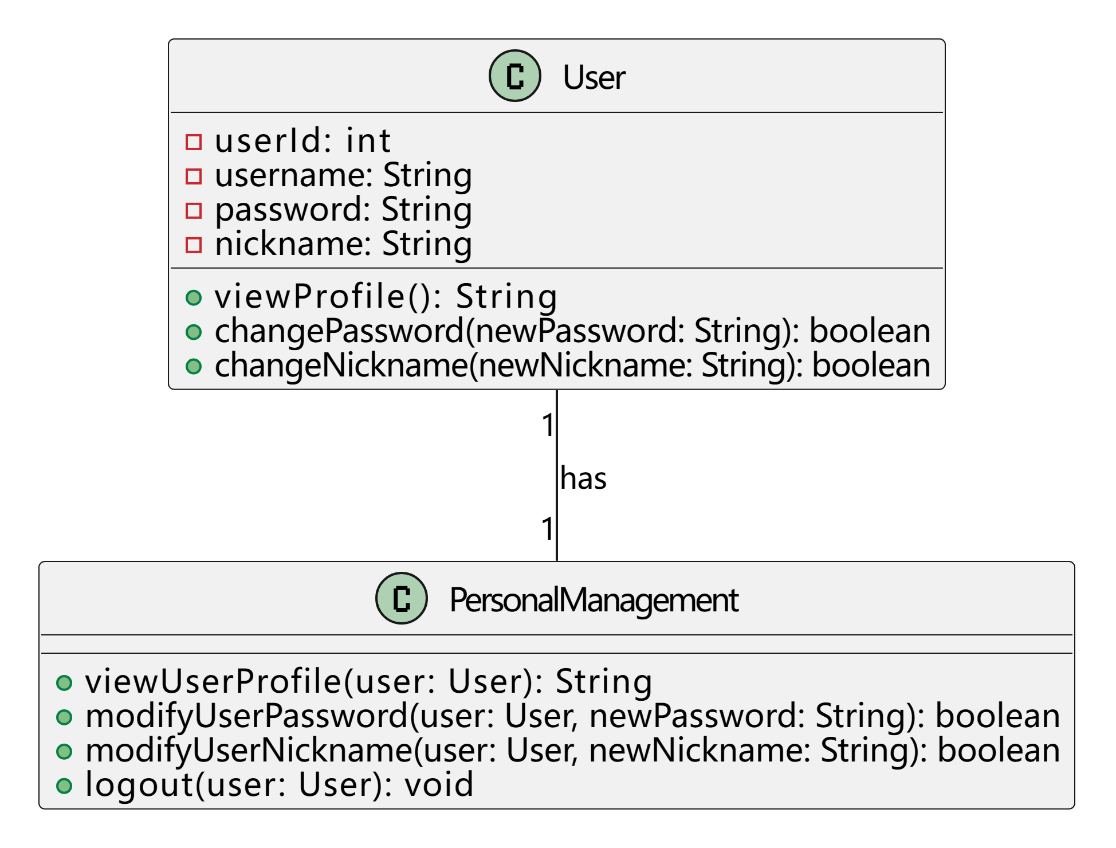 C User
userId: int
username: String
password: String
nickname: String
viewProfile(): String
changePassword(newPassword: String): boolean
changeNickname(newNickname: String): boolean
1
has
1
C PersonalManagement
viewUserProfile(user: User): String
modifyUserPassword(user: User, newPassword: String): boolean
modifyUserNickname(user: User, newNickname: String): boolean
logout(user: User): void